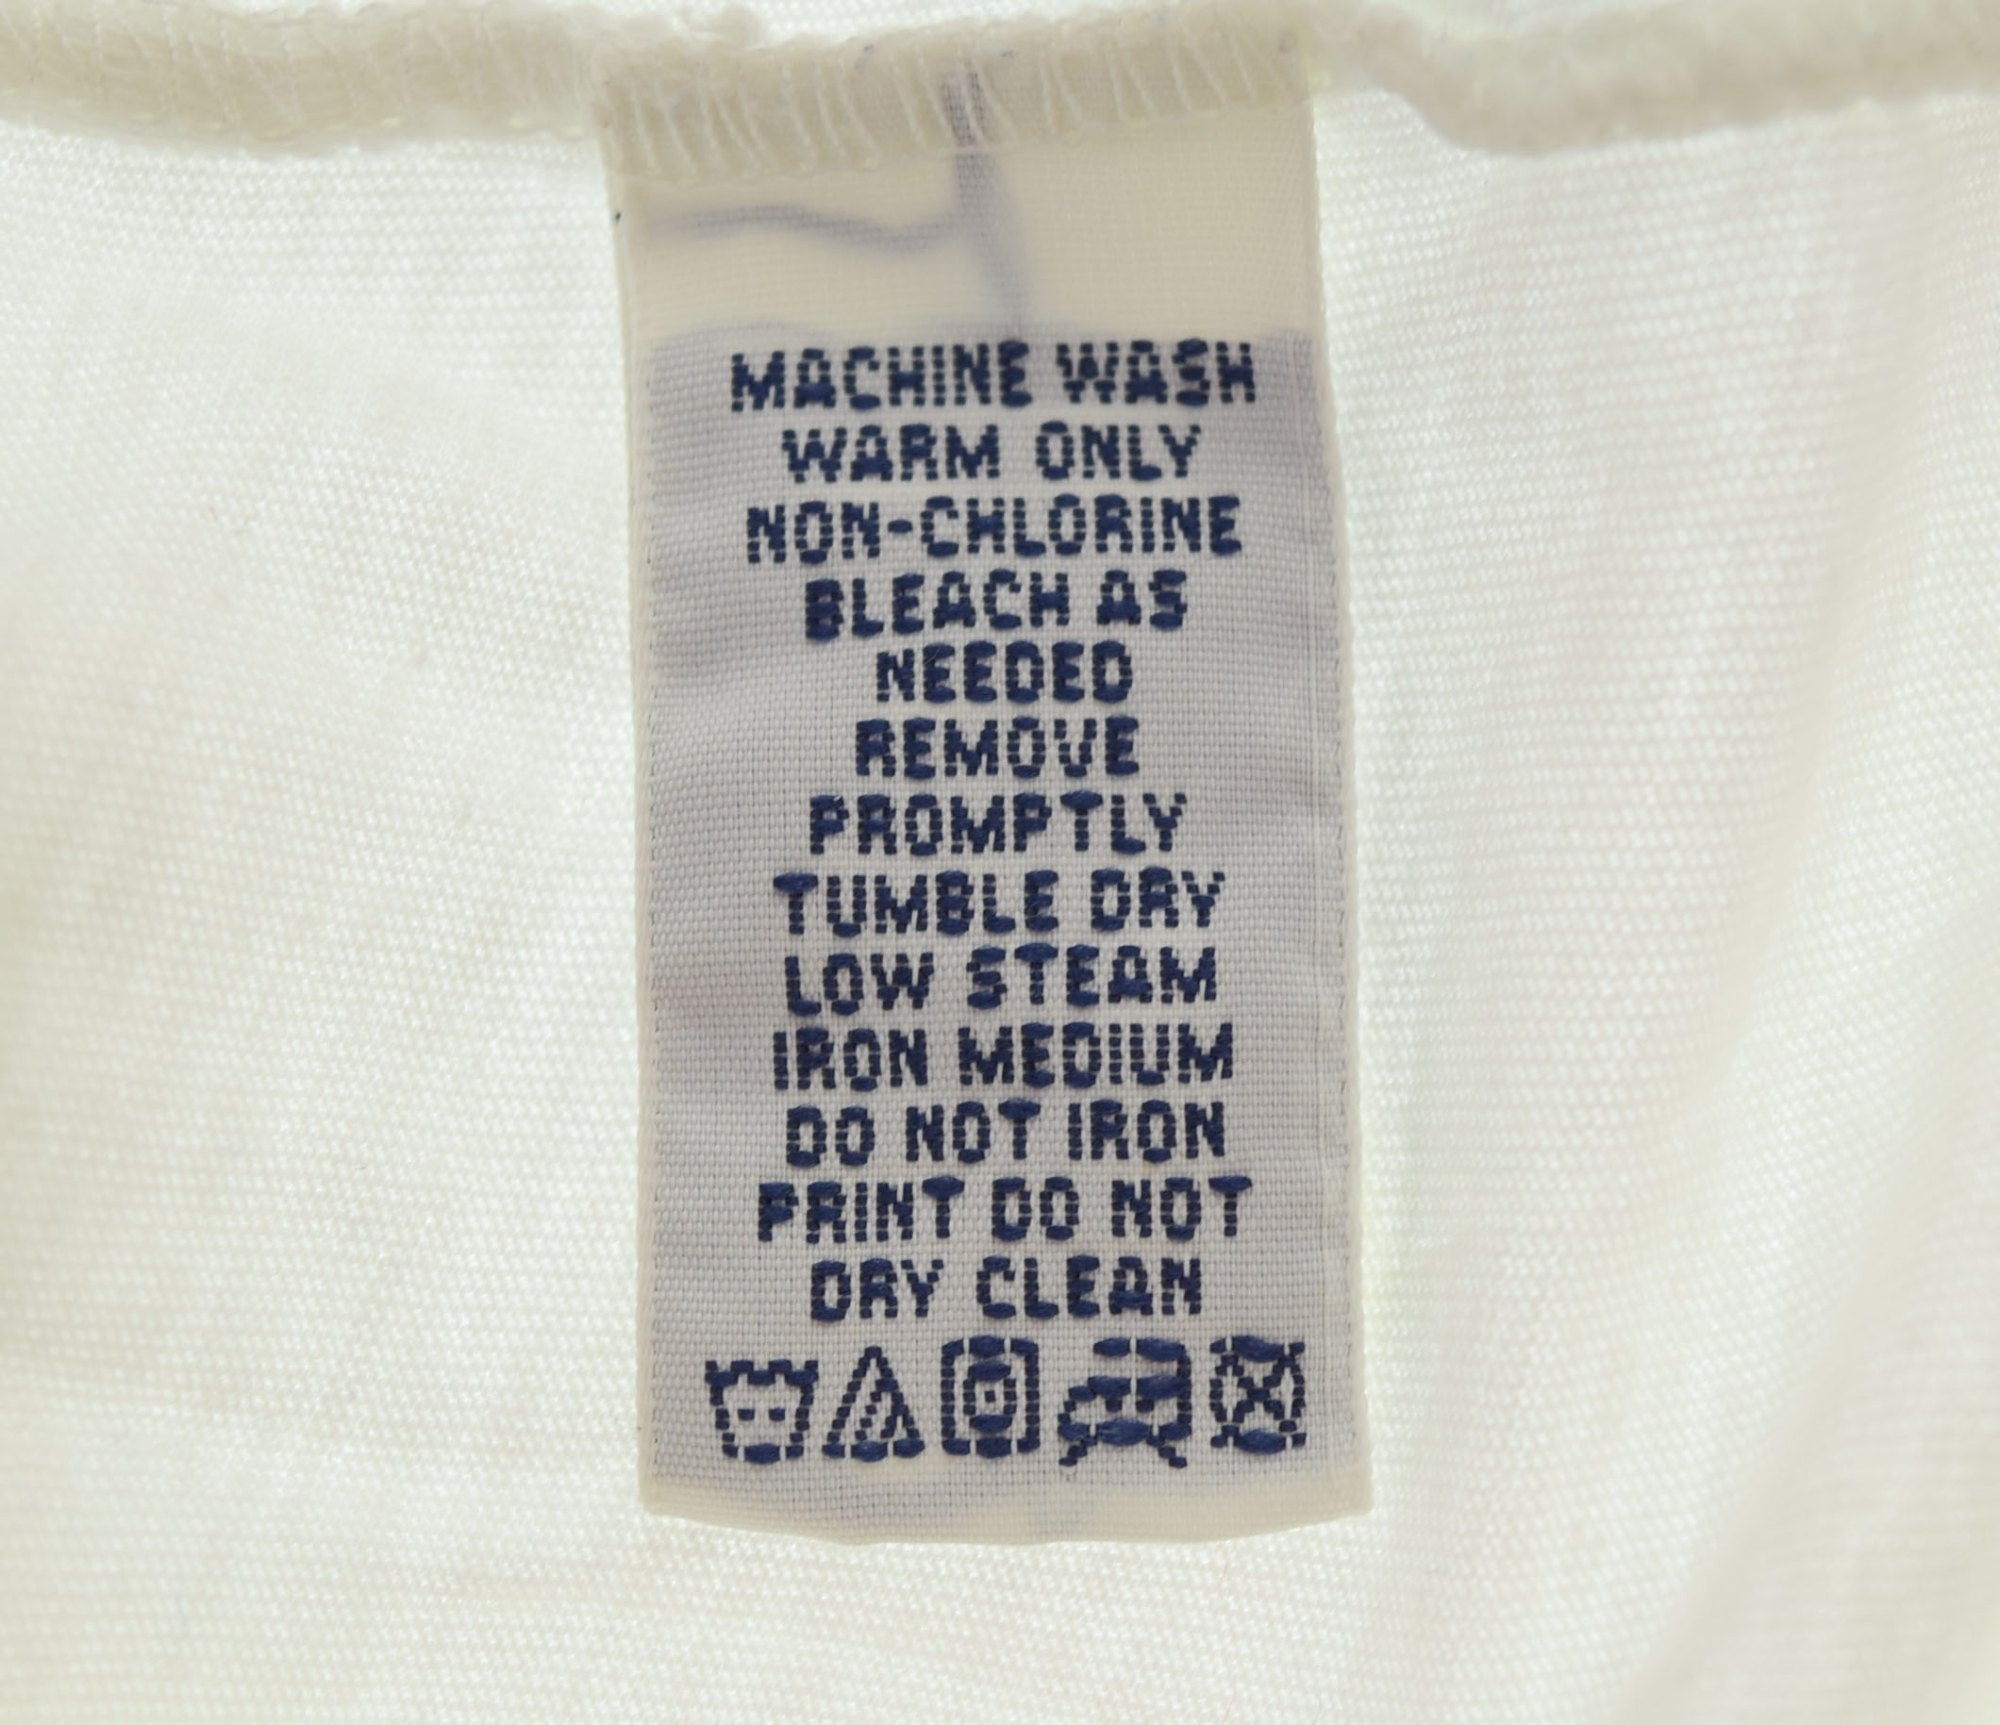 MACHINE WASH
WARM ONLY
NON-CHLORINE
BLEACH AS
NEEDED
REMOVE
PROMPTLY
TUMBLE DRY
LOW STEAM
IRON MEDIUM
DO NOT IRON
PRINT DO NOT
DRY CLEAN